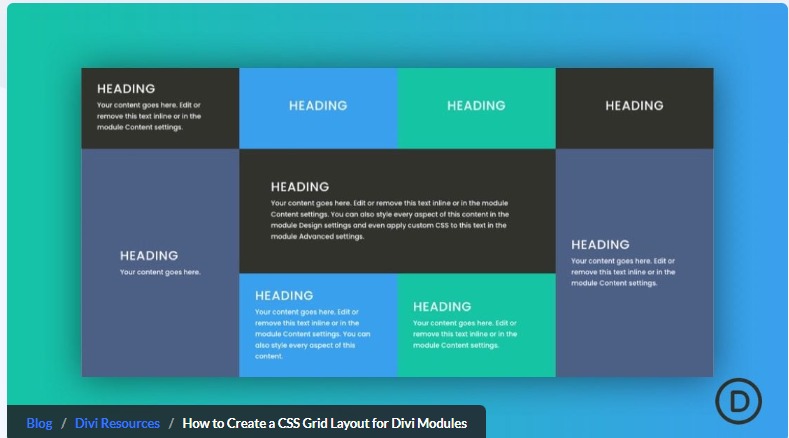 HEADING
Your content goes here. Edit or
remove this text inline or in the
module Content settings.
HEADING
HEADING
HEADING
HEADING
Your content goes here.
HEADING
Your content goes here. Edit or remove this text inline or in the module
Content settings. You can also style every aspect of this content in the
module Design settings and even apply custom CSS to this text in the
module Advanced settings.
HEADING
Your content goes here. Edit or
remove this text inline or in the
module Content settings.
HEADING
Your content goes here. Edit or
remove this text inline or in the
module Content settings. You can
also style every aspect of this
content.
HEADING
Your content goes here. Edit or
remove this text inline or in the
module Content settings.
D
Blog / Divi Resources / How to Create a CSS Grid Layout for Divi Modules